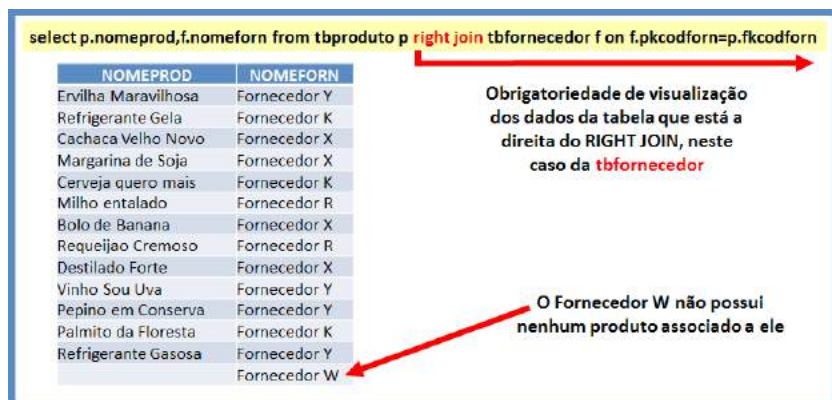 select p.nomeprod,f.nomeforn from tbproduto p right join tbfornecedor f on f.pkcodforn=p.fkcodforn
NOMEPROD NOMEFORN
Ervilha Maravilhosa Fornecedor Y
Refrigerante Gela Fornecedor K
Cachaca Velho Novo Fornecedor X
Margarina de Soja Fornecedor X
Cerveja quero mais Fornecedor K
Milho entalado Fornecedor R
Bolo de Banana Fornecedor X
Requeijao Cremoso Fornecedor R
Destilado Forte Fornecedor X
Vinho Sou Uva Fornecedor Y
Pepino em Conserva Fornecedor Y
Palmito da Floresta Fornecedor K
Refrigerante Gasosa Fornecedor Y
Fornecedor W
Obrigatoriedade de visualização
dos dados da tabela que está a
direita do RIGHT JOIN, neste
caso da tbfornecedor
O Fornecedor W não possui
nenhum produto associado a ele